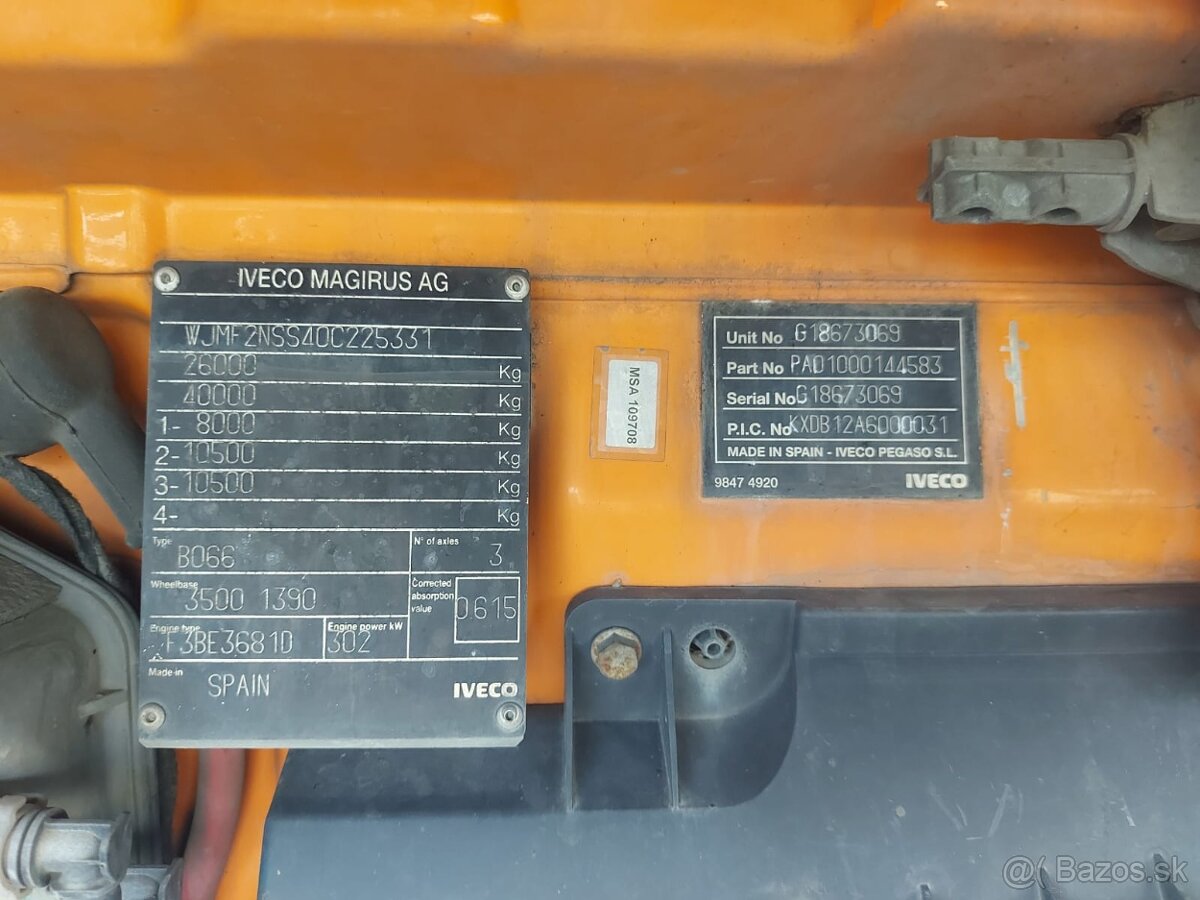 IVECO MAGIRUS AG
WJMF2NSS40C225331
26000 Kg
40000 Kg
1- 8000 Kg
2- 10500 Kg
3- 10500 Kg
4- Kg
Type B066 N° of axles 3
Wheelbase 3500 1390 Corrected absorption value 0.615
Engine type F3BE3681D Engine power kW 302
Made in SPAIN IVECO
MSA 109708
Unit No G18673069
Part No PA01000144583
Serial No G18673069
P.I.C. No KXDB12A6D00031
MADE IN SPAIN - IVECO PEGASO S.L.
9847 4920 IVECO
@( Bazos.sk